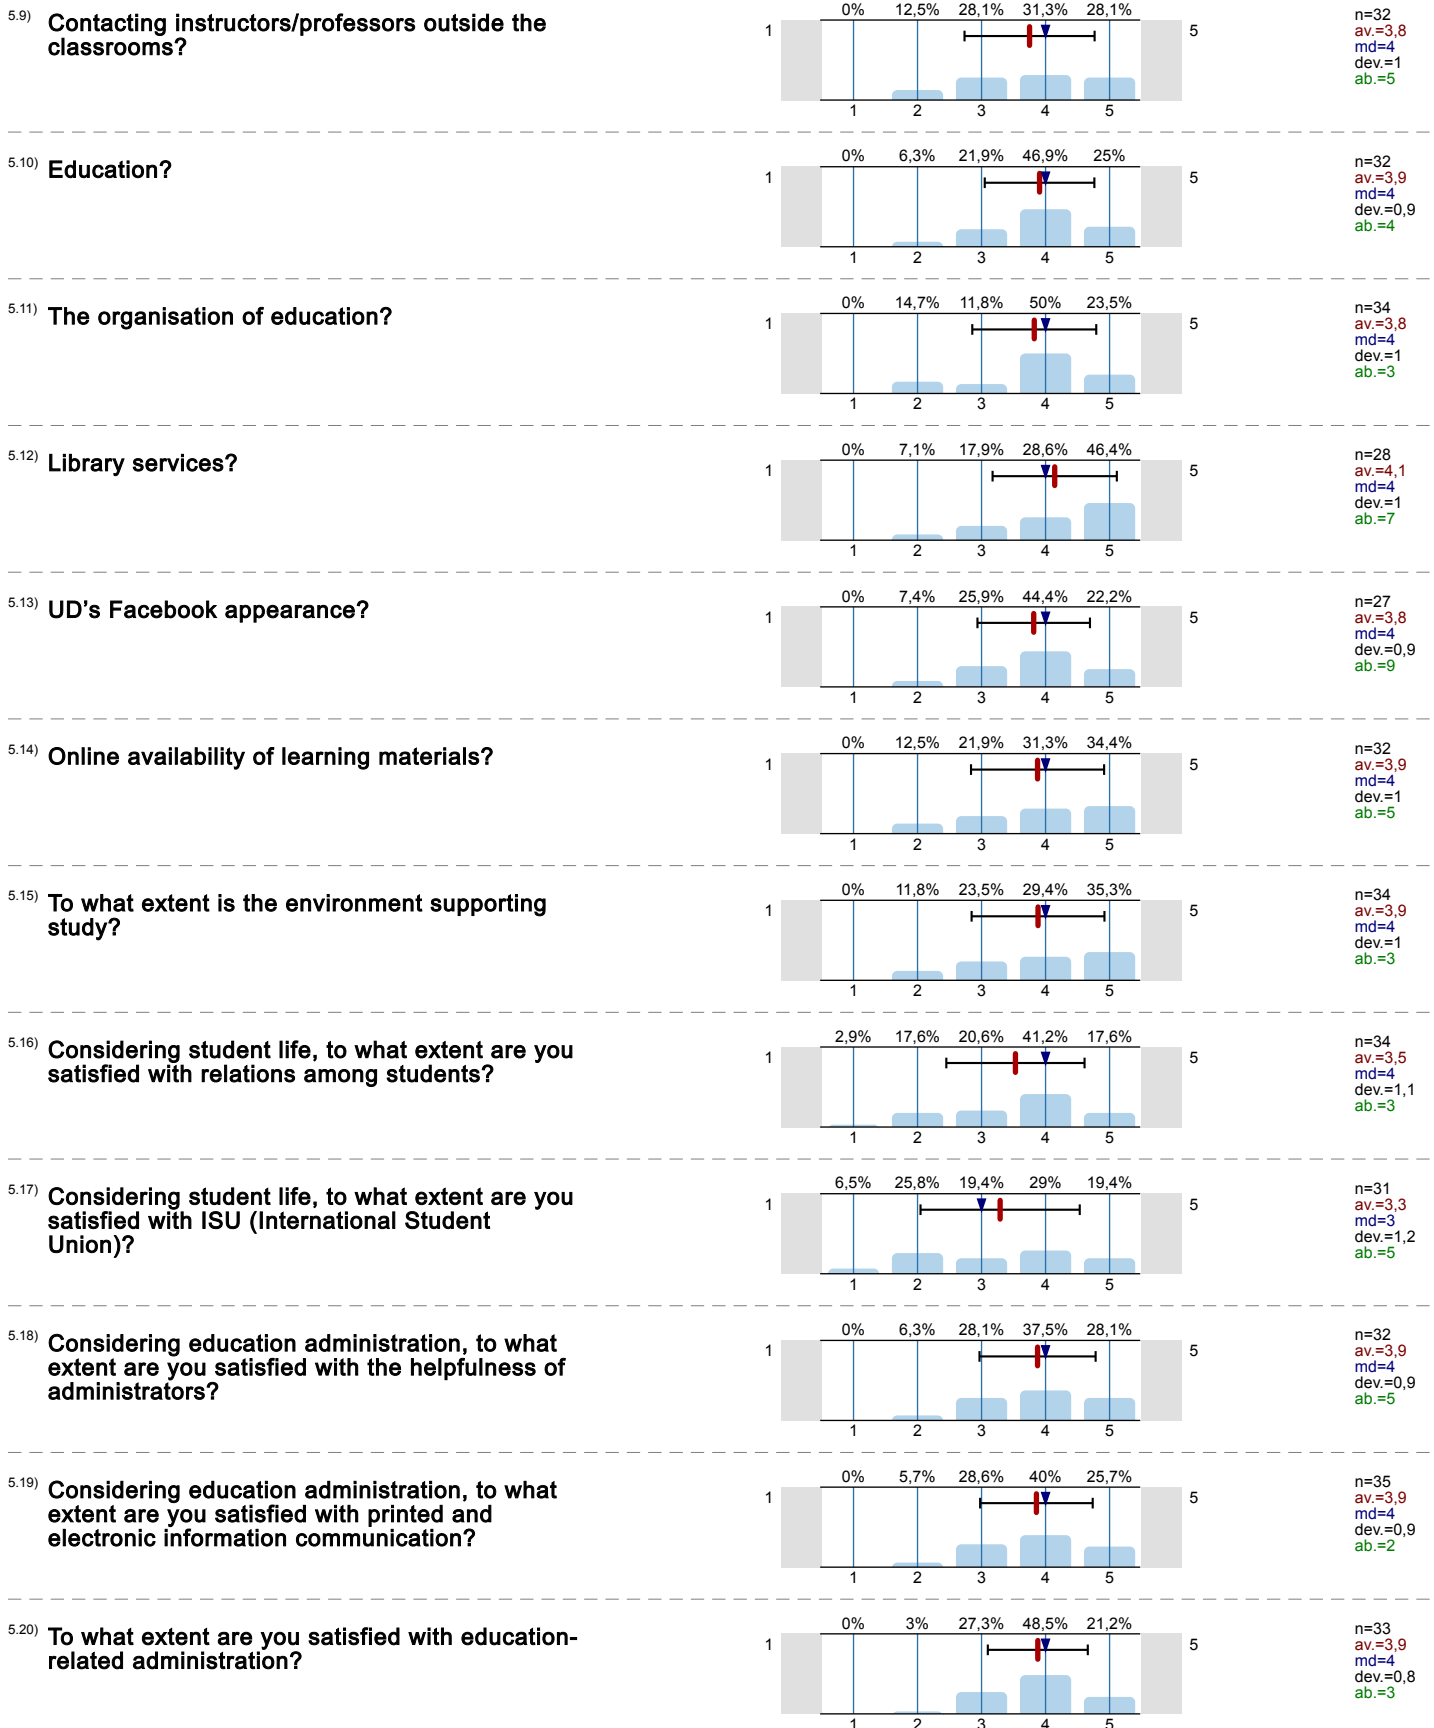 5.9) Contacting instructors/professors outside the
classrooms?
0% 12,5% 28,1% 31,3% 28,1%
1 5
1 2 3 4 5
n=32
av.=3,8
md=4
dev.=1
ab.=5
5.10) Education?
0% 6,3% 21,9% 46,9% 25%
1 5
1 2 3 4 5
n=32
av.=3,9
md=4
dev.=0,9
ab.=4
5.11) The organisation of education?
0% 14,7% 11,8% 50% 23,5%
1 5
1 2 3 4 5
n=34
av.=3,8
md=4
dev.=1
ab.=3
5.12) Library services?
0% 7,1% 17,9% 28,6% 46,4%
1 5
1 2 3 4 5
n=28
av.=4,1
md=4
dev.=1
ab.=7
5.13) UD's Facebook appearance?
0% 7,4% 25,9% 44,4% 22,2%
1 5
1 2 3 4 5
n=27
av.=3,8
md=4
dev.=0,9
ab.=9
5.14) Online availability of learning materials?
0% 12,5% 21,9% 31,3% 34,4%
1 5
1 2 3 4 5
n=32
av.=3,9
md=4
dev.=1
ab.=5
5.15) To what extent is the environment supporting
study?
0% 11,8% 23,5% 29,4% 35,3%
1 5
1 2 3 4 5
n=34
av.=3,9
md=4
dev.=1
ab.=3
5.16) Considering student life, to what extent are you
satisfied with relations among students?
2,9% 17,6% 20,6% 41,2% 17,6%
1 5
1 2 3 4 5
n=34
av.=3,5
md=4
dev.=1,1
ab.=3
5.17) Considering student life, to what extent are you
satisfied with ISU (International Student
Union)?
6,5% 25,8% 19,4% 29% 19,4%
1 5
1 2 3 4 5
n=31
av.=3,3
md=3
dev.=1,2
ab.=5
5.18) Considering education administration, to what
extent are you satisfied with the helpfulness of
administrators?
0% 6,3% 28,1% 37,5% 28,1%
1 5
1 2 3 4 5
n=32
av.=3,9
md=4
dev.=0,9
ab.=5
5.19) Considering education administration, to what
extent are you satisfied with printed and
electronic information communication?
0% 5,7% 28,6% 40% 25,7%
1 5
1 2 3 4 5
n=35
av.=3,9
md=4
dev.=0,9
ab.=2
5.20) To what extent are you satisfied with education-
related administration?
0% 3% 27,3% 48,5% 21,2%
1 5
1 2 3 4 5
n=33
av.=3,9
md=4
dev.=0,8
ab.=3